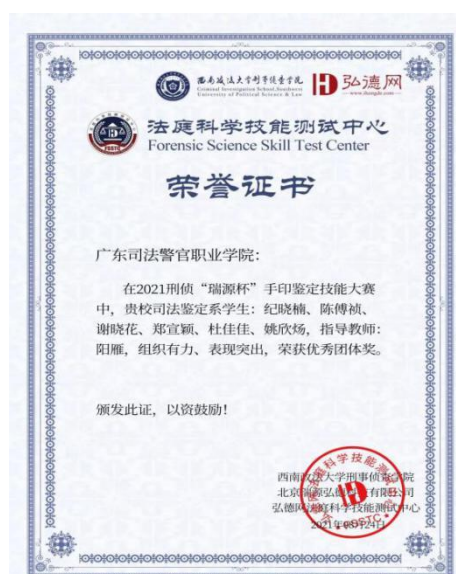 西南政法大学刑事侦查学院
Criminal Investigation School, Southwest
University of Political Science & Law
弘德网
法庭科学技能测试中心
Forensic Science Skill Test Center
荣誉证书
广东司法警官职业学院：
在2021刑侦“瑞源杯”手印鉴定技能大赛
中，贵校司法鉴定系学生：纪晓楠、陈傅祯、
谢晓花、郑宣颖、杜佳佳、姚欣炀，指导教师：
阳雁，组织有力、表现突出，荣获优秀团体奖。
颁发此证，以资鼓励！
西南政法大学刑事侦查学院
北京瑞源弘德科技有限公司
弘德网法庭科学技能测试中心